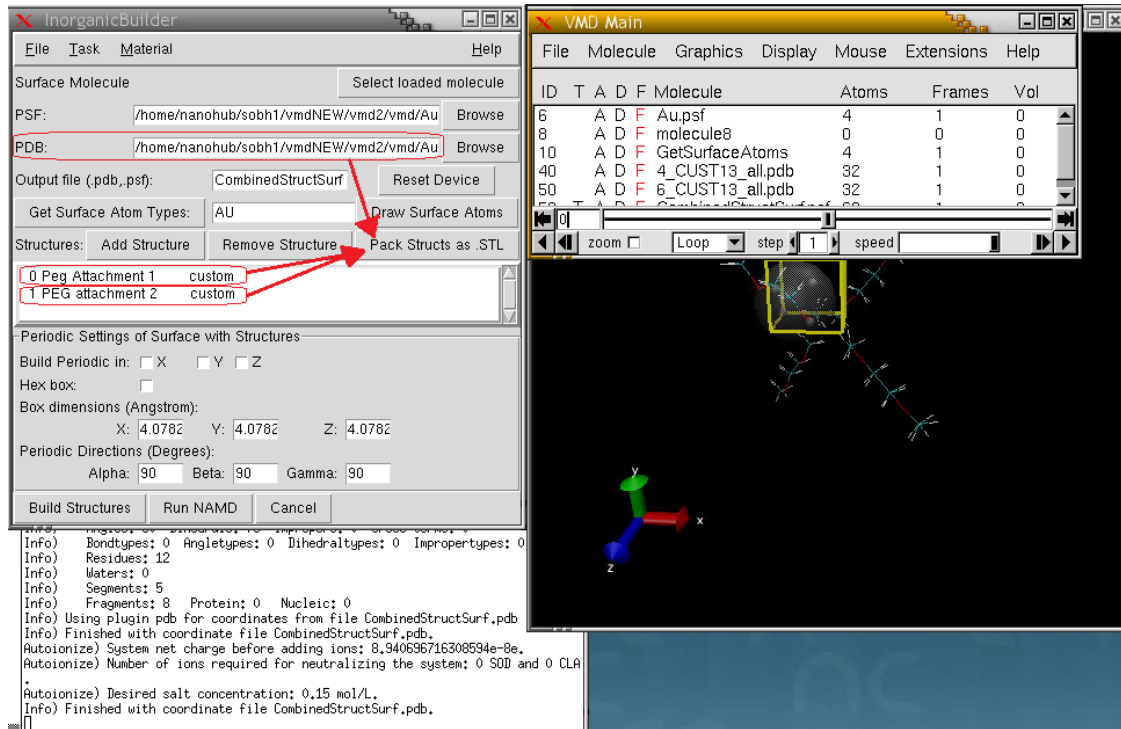 InorganicBuilder
File Task Material Help
Surface Molecule Select loaded molecule
PSF: /home/nanohub/sobh1/vmdNEW/vmd2/vmd/Au Browse
PDB: /home/nanohub/sobh1/vmdNEW/vmd2/vmd/Au Browse
Output file (.pdb,.psf): CombinedStructSurf Reset Device
Get Surface Atom Types: AU Draw Surface Atoms
Structures: Add Structure Remove Structure Pack Structs as .STL
0 Peg Attachment 1 custom
1 PEG attachment 2 custom
Periodic Settings of Surface with Structures
Build Periodic in: X Y Z
Hex box:
Box dimensions (Angstrom):
X: 4.0782 Y: 4.0782 Z: 4.0782
Periodic Directions (Degrees):
Alpha: 90 Beta: 90 Gamma: 90
Build Structures Run NAMD Cancel
VMD Main
File Molecule Graphics Display Mouse Extensions Help
ID T A D F Molecule Atoms Frames Vol
6 A D F Au.psf 4 1 0
8 A D F molecule8 0 0 0
10 A D F GetSurfaceAtoms 4 1 0
40 A D F 4_CUST13_all.pdb 32 1 0
50 A D F 6_CUST13_all.pdb 32 1 0
0
zoom Loop step 1 speed
y
x
z
Info) Bondtypes: 0 Angletypes: 0 Dihedraltypes: 0 Impropertypes: 0
Info) Residues: 12
Info) Waters: 0
Info) Segments: 5
Info) Fragments: 8 Protein: 0 Nucleic: 0
Info) Using plugin pdb for coordinates from file CombinedStructSurf.pdb
Info) Finished with coordinate file CombinedStructSurf.pdb.
Autoionize) System net charge before adding ions: 8.940696716308594e-8e.
Autoionize) Number of ions required for neutralizing the system: 0 SOD and 0 CLA
.
Autoionize) Desired salt concentration: 0.15 mol/L.
Info) Finished with coordinate file CombinedStructSurf.pdb.